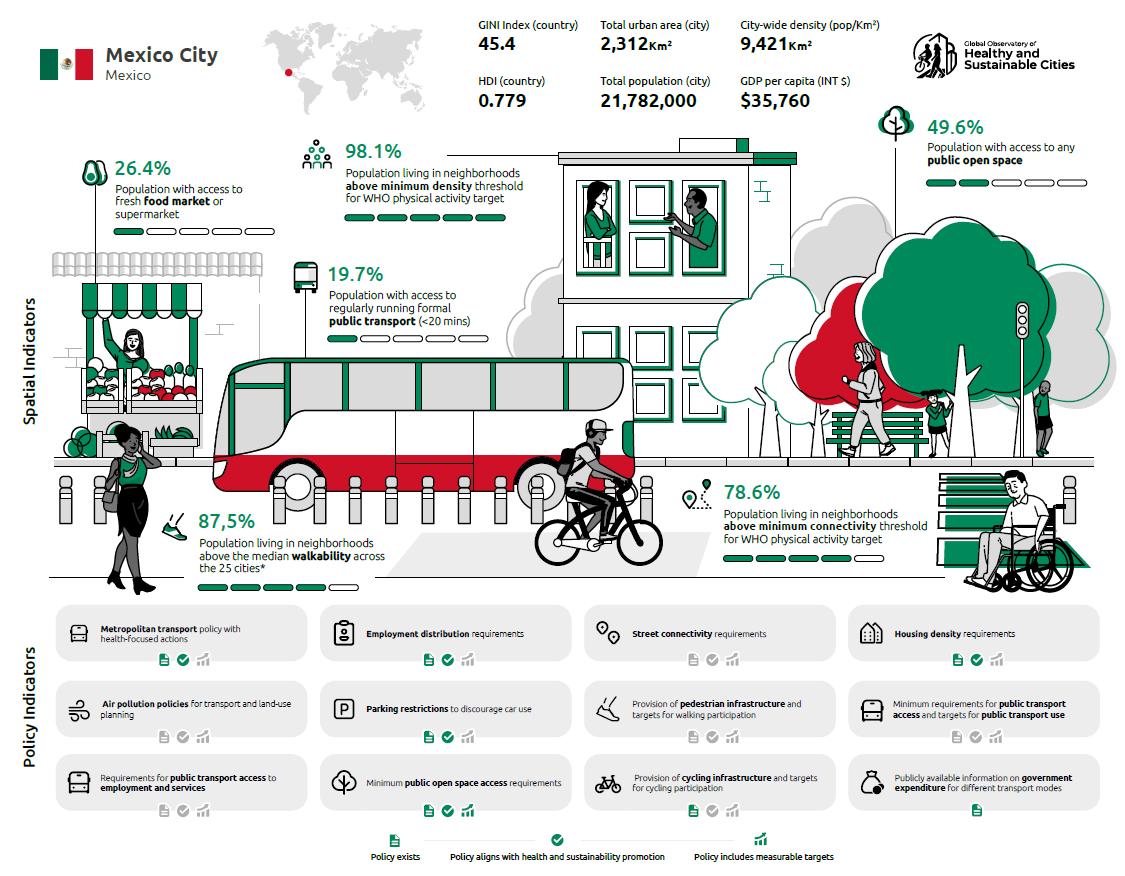 Mexico City
Mexico
GINI Index (country)
45.4
Total urban area (city)
2,312Km²
City-wide density (pop/Km²)
9,421Km²
HDI (country)
0.779
Total population (city)
21,782,000
GDP per capita (INT $)
$35,760
Global Observatory of
Healthy and
Sustainable Cities
Spatial Indicators
26.4%
Population with access to
fresh food market or
supermarket
98.1%
Population living in neighborhoods
above minimum density threshold
for WHO physical activity target
49.6%
Population with access to any
public open space
19.7%
Population with access to
regularly running formal
public transport (<20 mins)
87,5%
Population living in neighborhoods
above the median walkability across
the 25 cities*
78.6%
Population living in neighborhoods
above minimum connectivity threshold
for WHO physical activity target
Policy Indicators
Metropolitan transport policy with
health-focused actions
Employment distribution requirements
Street connectivity requirements
Housing density requirements
Air pollution policies for transport and land-use
planning
P
Parking restrictions to discourage car use
Provision of pedestrian infrastructure and
targets for walking participation
Minimum requirements for public transport
access and targets for public transport use
Requirements for public transport access to
employment and services
Minimum public open space access requirements
Provision of cycling infrastructure and targets
for cycling participation
Publicly available information on government
expenditure for different transport modes
Policy exists
Policy aligns with health and sustainability promotion
Policy includes measurable targets